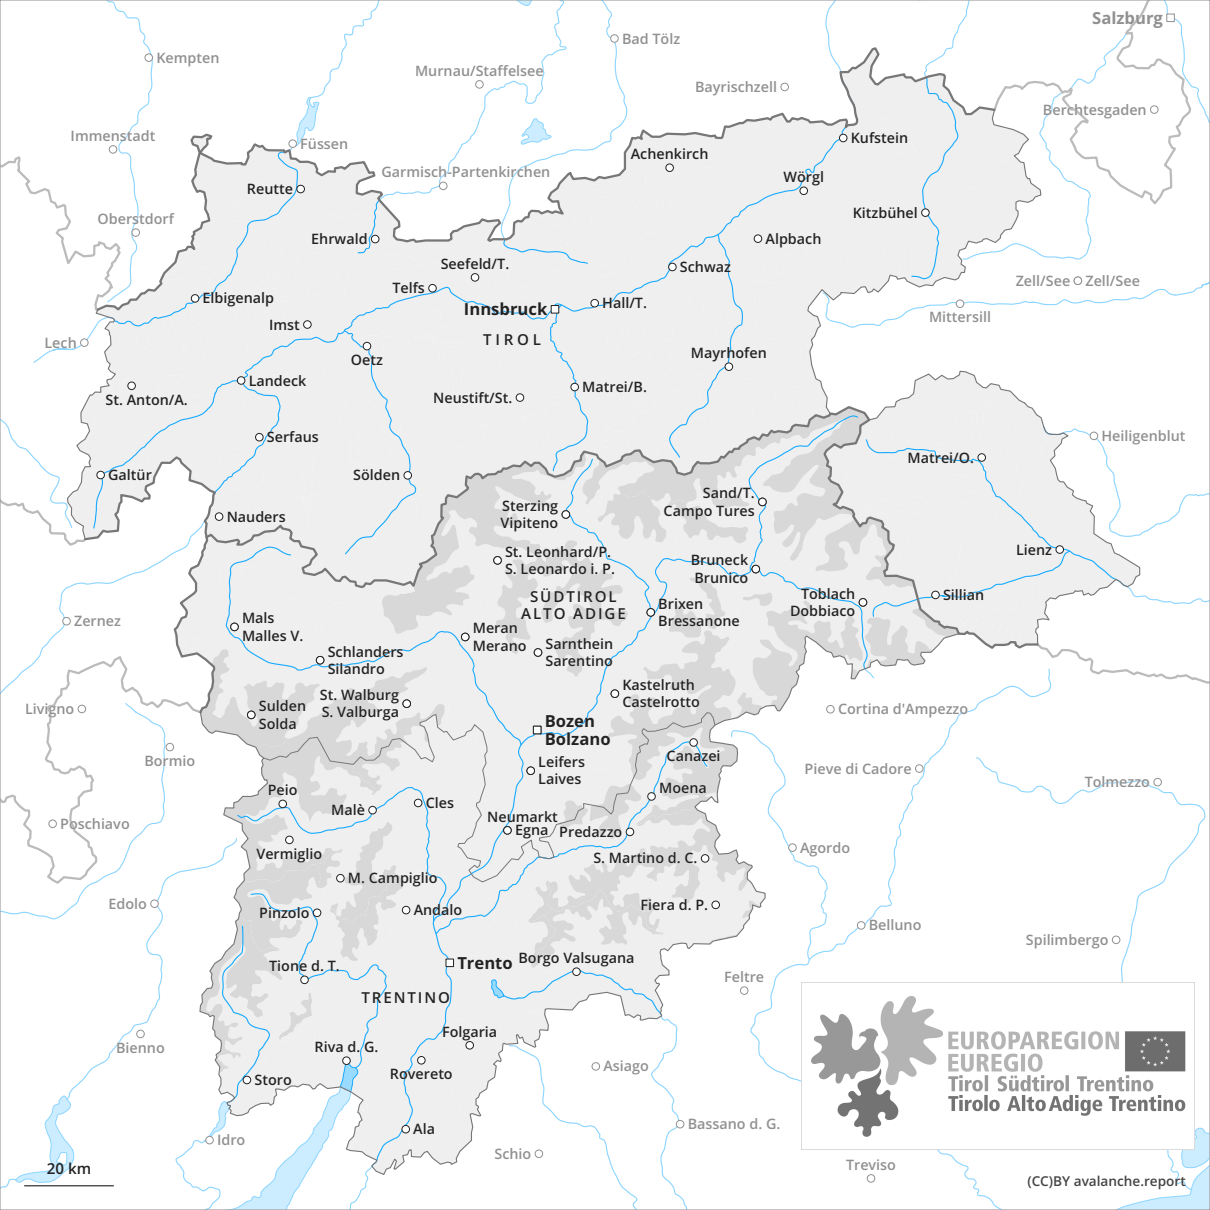 Salzburg
Kempten
Bad Tölz
Murnau/Staffelsee
Bayrischzell
Berchtesgaden
Immenstadt
Füssen
Kufstein
Achenkirch
Garmisch-Partenkirchen
Wörgl
Reutte
Oberstdorf
Kitzbühel
Ehrwald
Alpbach
Seefeld/T.
Schwaz
Zell/See
Zell/See
Telfs
Elbigenalp
Innsbruck
Hall/T.
Mittersill
Imst
TIROL
Lech
Oetz
Mayrhofen
Landeck
Matrei/B.
St. Anton/A.
Neustift/St.
Serfaus
Heiligenblut
Matrei/O.
Galtür
Sölden
Sand/T.
Campo Tures
Sterzing
Vipiteno
Nauders
Lienz
St. Leonhard/P.
S. Leonardo i. P.
Bruneck
Brunico
SÜDTIROL
ALTO ADIGE
Toblach
Dobbiaco
Sillian
Brixen
Bressanone
Zernez
Mals
Malles V.
Meran
Merano
Sarnthein
Sarentino
Schlanders
Silandro
Kastelruth
Castelrotto
St. Walburg
S. Valburga
Livigno
Sulden
Solda
Cortina d'Ampezzo
Bozen
Bolzano
Bormio
Canazei
Leifers
Laives
Pieve di Cadore
Tolmezzo
Peio
Moena
Malè
Cles
Neumarkt
Egna
Predazzo
Poschiavo
Vermiglio
S. Martino d. C.
Agordo
M. Campiglio
Edolo
Pinzolo
Andalo
Fiera d. P.
Belluno
Spilimbergo
Tione d. T.
Trento
Borgo Valsugana
Feltre
TRENTINO
Folgaria
Bienno
Riva d. G.
Rovereto
Asiago
Storo
EUROPAREGION
EUREGIO
Tirol Südtirol Trentino
Tirolo Alto Adige Trentino
Ala
Bassano d. G.
Idro
Schio
Treviso
20 km
(CC)BY avalanche.report